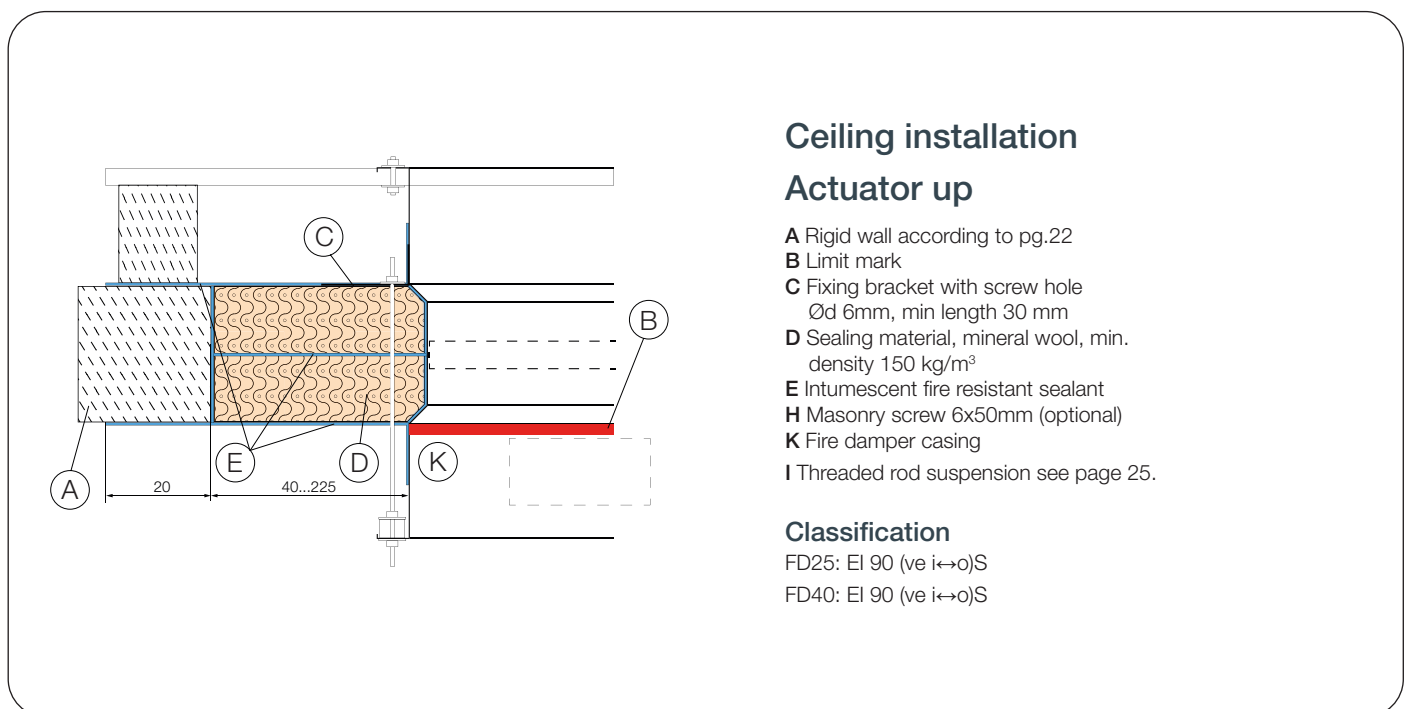 C
B
E
D
K
A
20
40...225
Ceiling installation
Actuator up
A Rigid wall according to pg.22
B Limit mark
C Fixing bracket with screw hole
Ød 6mm, min length 30 mm
D Sealing material, mineral wool, min.
density 150 kg/m³
E Intumescent fire resistant sealant
H Masonry screw 6x50mm (optional)
K Fire damper casing
I Threaded rod suspension see page 25.
Classification
FD25: EI 90 (ve i↔o)S
FD40: EI 90 (ve i↔o)S